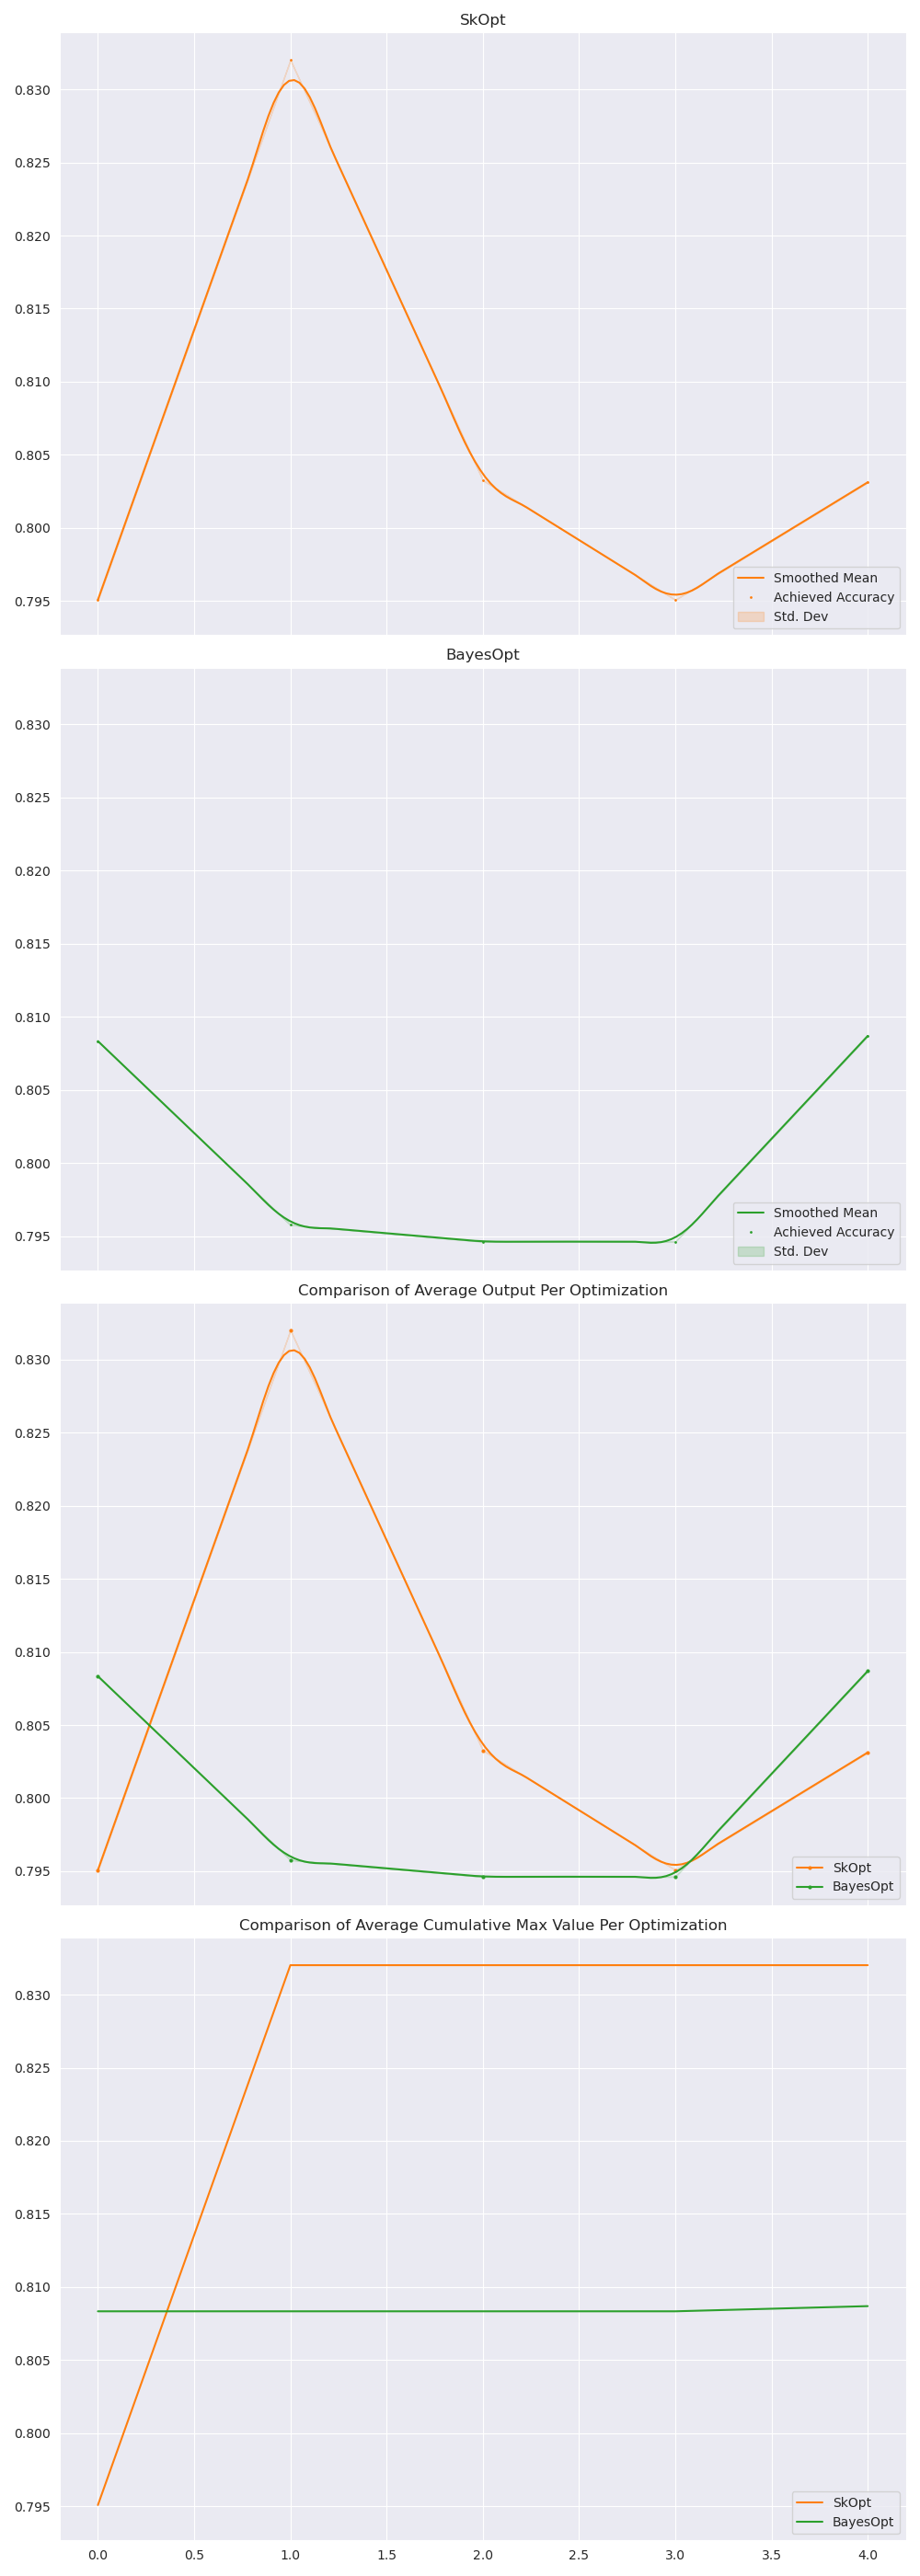 SkOpt
0.830
0.825
0.820
0.815
0.810
0.805
0.800
0.795
Smoothed Mean
Achieved Accuracy
Std. Dev
BayesOpt
0.830
0.825
0.820
0.815
0.810
0.805
0.800
0.795
Smoothed Mean
Achieved Accuracy
Std. Dev
Comparison of Average Output Per Optimization
0.830
0.825
0.820
0.815
0.810
0.805
0.800
0.795
SkOpt
BayesOpt
Comparison of Average Cumulative Max Value Per Optimization
0.830
0.825
0.820
0.815
0.810
0.805
0.800
0.795
SkOpt
BayesOpt
0.0 0.5 1.0 1.5 2.0 2.5 3.0 3.5 4.0